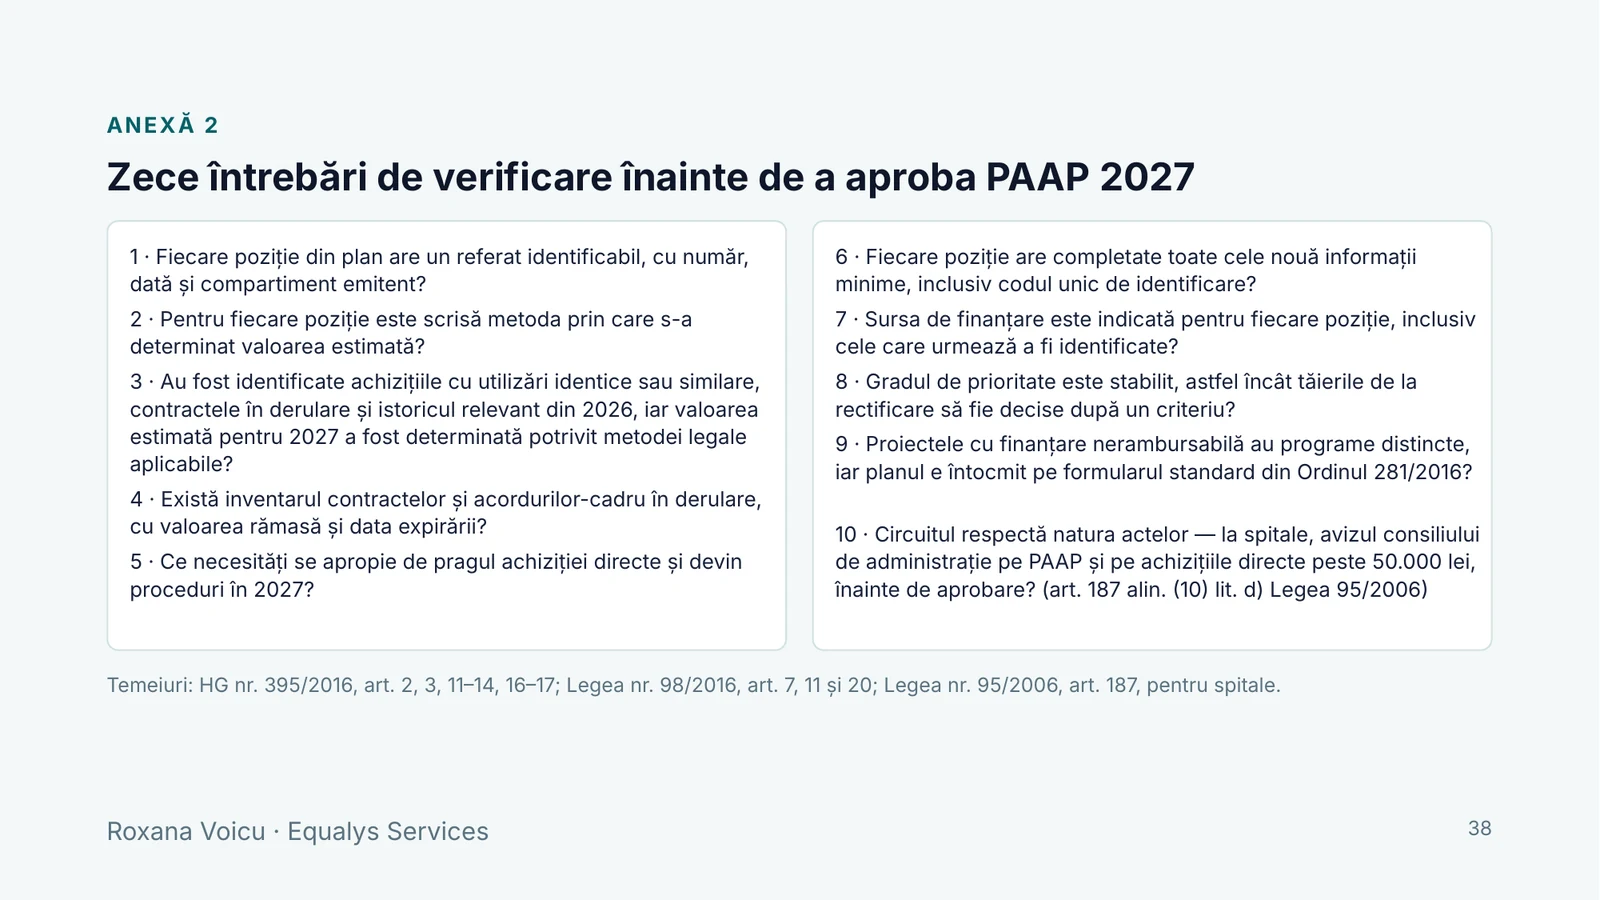 ANEXĂ 2
Zece întrebări de verificare înainte de a aproba PAAP 2027
1 · Fiecare poziție din plan are un referat identificabil, cu număr,
dată și compartiment emitent?
2 · Pentru fiecare poziție este scrisă metoda prin care s-a
determinat valoarea estimată?
3 · Au fost identificate achizițiile cu utilizări identice sau similare,
contractele în derulare și istoricul relevant din 2026, iar valoarea
estimată pentru 2027 a fost determinată potrivit metodei legale
aplicabile?
4 · Există inventarul contractelor și acordurilor-cadru în derulare,
cu valoarea rămasă și data expirării?
5 · Ce necesități se apropie de pragul achiziției directe și devin
proceduri în 2027?
6 · Fiecare poziție are completate toate cele nouă informații
minime, inclusiv codul unic de identificare?
7 · Sursa de finanțare este indicată pentru fiecare poziție, inclusiv
cele care urmează a fi identificate?
8 · Gradul de prioritate este stabilit, astfel încât tăierile de la
rectificare să fie decise după un criteriu?
9 · Proiectele cu finanțare nerambursabilă au programe distincte,
iar planul e întocmit pe formularul standard din Ordinul 281/2016?
10 · Circuitul respectă natura actelor — la spitale, avizul consiliului
de administrație pe PAAP și pe achizițiile directe peste 50.000 lei,
înainte de aprobare? (art. 187 alin. (10) lit. d) Legea 95/2006)
Temeiuri: HG nr. 395/2016, art. 2, 3, 11–14, 16–17; Legea nr. 98/2016, art. 7, 11 și 20; Legea nr. 95/2006, art. 187, pentru spitale.
Roxana Voicu · Equalys Services
38